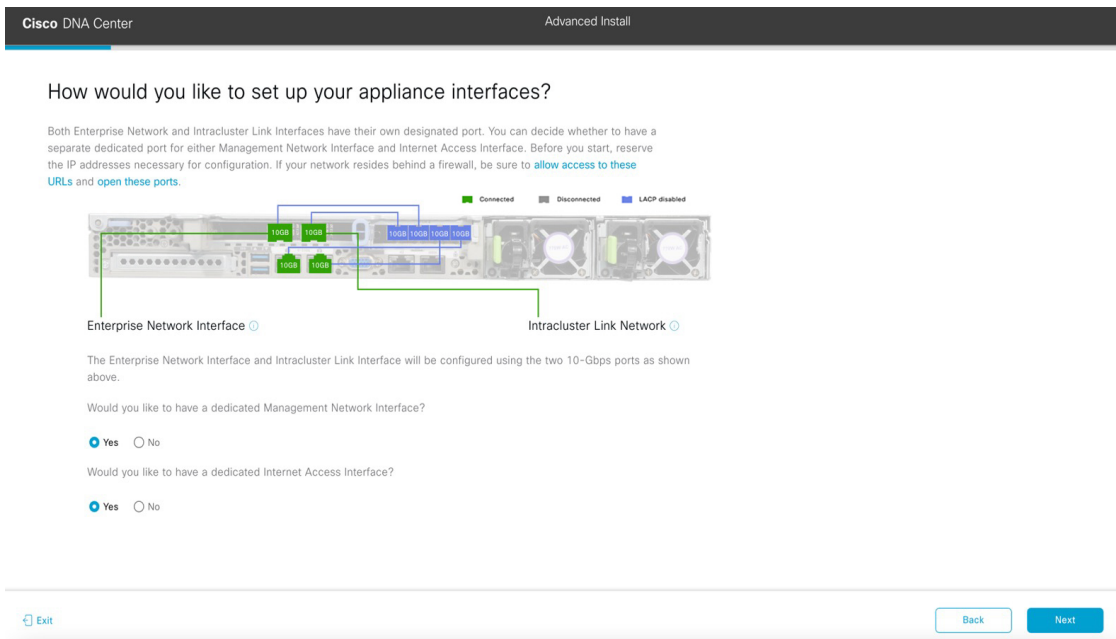 Cisco DNA Center
Advanced Install
How would you like to set up your appliance interfaces?
Both Enterprise Network and Intracluster Link Interfaces have their own designated port. You can decide whether to have a
separate dedicated port for either Management Network Interface and Internet Access Interface. Before you start, reserve
the IP addresses necessary for configuration. If your network resides behind a firewall, be sure to allow access to these
URLs and open these ports.
Connected Disconnected LACP disabled
10GB 10GB 10GB 10GB 10GB 10GB
10GB 10GB
Enterprise Network Interface
Intracluster Link Network
The Enterprise Network Interface and Intracluster Link Interface will be configured using the two 10-Gbps ports as shown
above.
Would you like to have a dedicated Management Network Interface?
Yes No
Would you like to have a dedicated Internet Access Interface?
Yes No
Exit
Back
Next